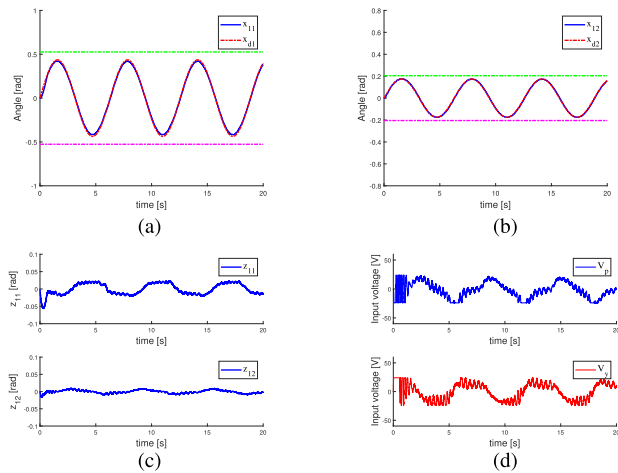 1
0.5
0
-0.5
-1
Angle [rad]
x11
xd1
0 5 10 15 20
time [s]
(a)
0.8
0.6
0.4
0.2
0
-0.2
-0.4
-0.6
-0.8
Angle [rad]
x12
xd2
0 5 10 15 20
time [s]
(b)
0.1
0.05
0
-0.05
-0.1
z11 [rad]
z11
0 5 10 15 20
time [s]
0.1
0.05
0
-0.05
-0.1
z12 [rad]
z12
0 5 10 15 20
time [s]
(c)
50
0
-50
Input voltage [V]
Vp
0 5 10 15 20
time [s]
50
0
-50
Input voltage [V]
Vy
0 5 10 15 20
time [s]
(d)